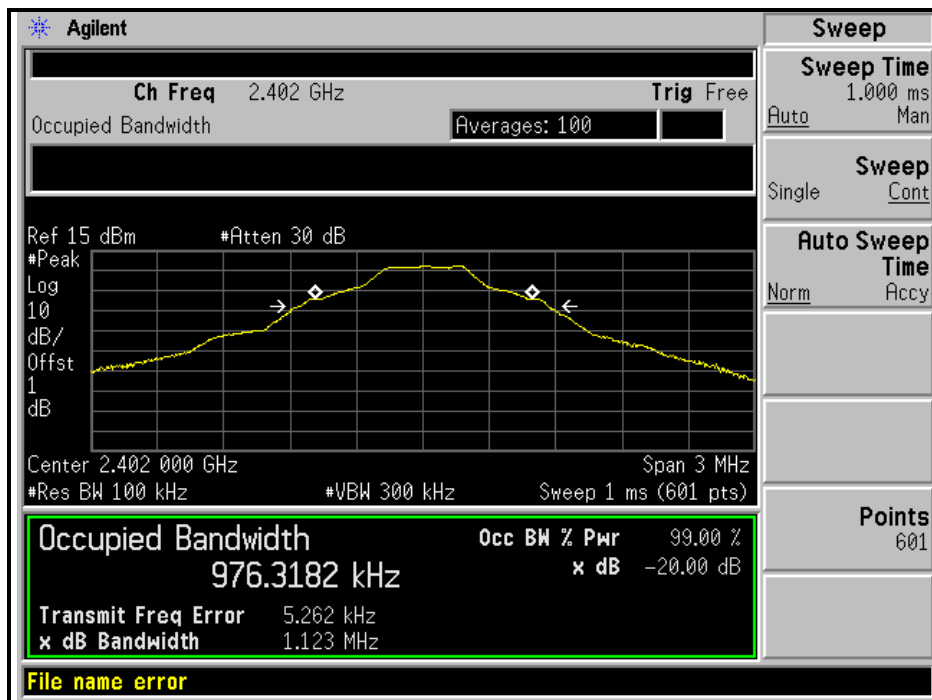 Agilent
Sweep
Ch Freq 2.402 GHz Trig Free
Occupied Bandwidth Averages: 100
Sweep Time
1.000 ms
Auto Man
Sweep
Single Cont
Ref 15 dBm #Atten 30 dB
#Peak
Log
10
dB/
Offst
1
dB
Auto Sweep
Time
Norm Accy
Center 2.402 000 GHz Span 3 MHz
#Res BW 100 kHz #VBW 300 kHz Sweep 1 ms (601 pts)
Points
601
Occupied Bandwidth Occ BW % Pwr 99.00 %
976.3182 kHz x dB -20.00 dB
Transmit Freq Error 5.262 kHz
x dB Bandwidth 1.123 MHz
File name error